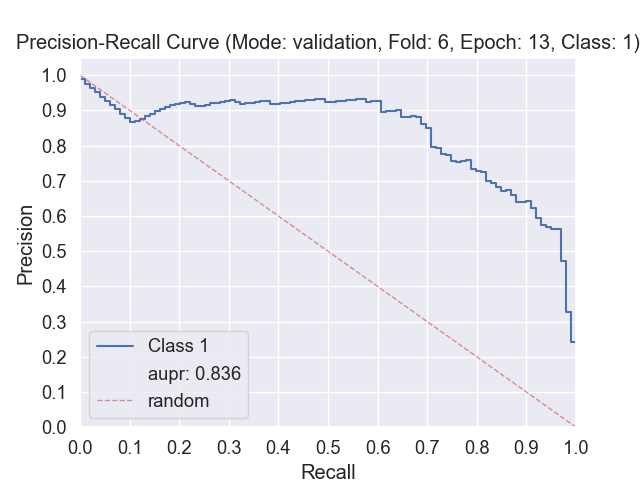 Precision-Recall Curve (Mode: validation, Fold: 6, Epoch: 13, Class: 1)
Precision
1.0
0.9
0.8
0.7
0.6
0.5
0.4
0.3
0.2
0.1
0.0
Class 1
aupr: 0.836
random
0.0 0.1 0.2 0.3 0.4 0.5 0.6 0.7 0.8 0.9 1.0
Recall